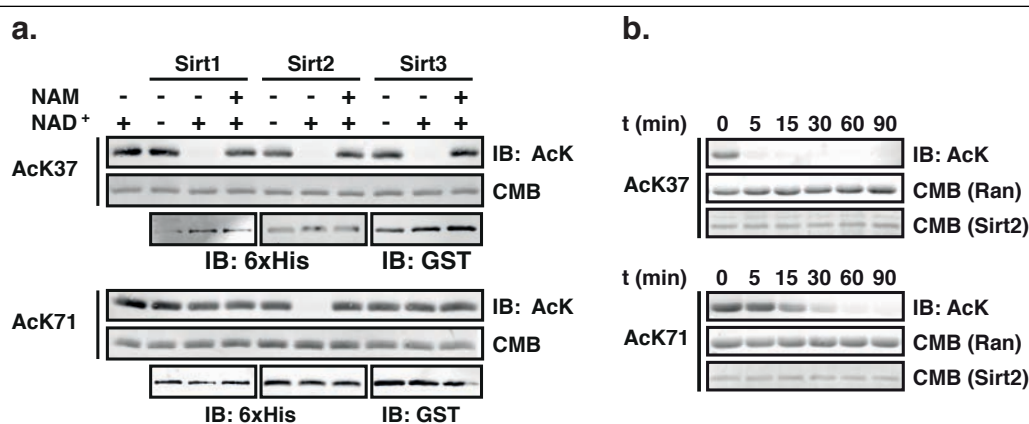 a.
Sirt1 Sirt2 Sirt3
NAM - - - + - - + - - +
NAD+ + - + + - + + - + +
AcK37
IB: AcK
CMB
IB: 6xHis IB: GST
AcK71
IB: AcK
CMB
IB: 6xHis IB: GST
b.
t (min) 0 5 15 30 60 90
AcK37
IB: AcK
CMB (Ran)
CMB (Sirt2)
t (min) 0 5 15 30 60 90
AcK71
IB: AcK
CMB (Ran)
CMB (Sirt2)